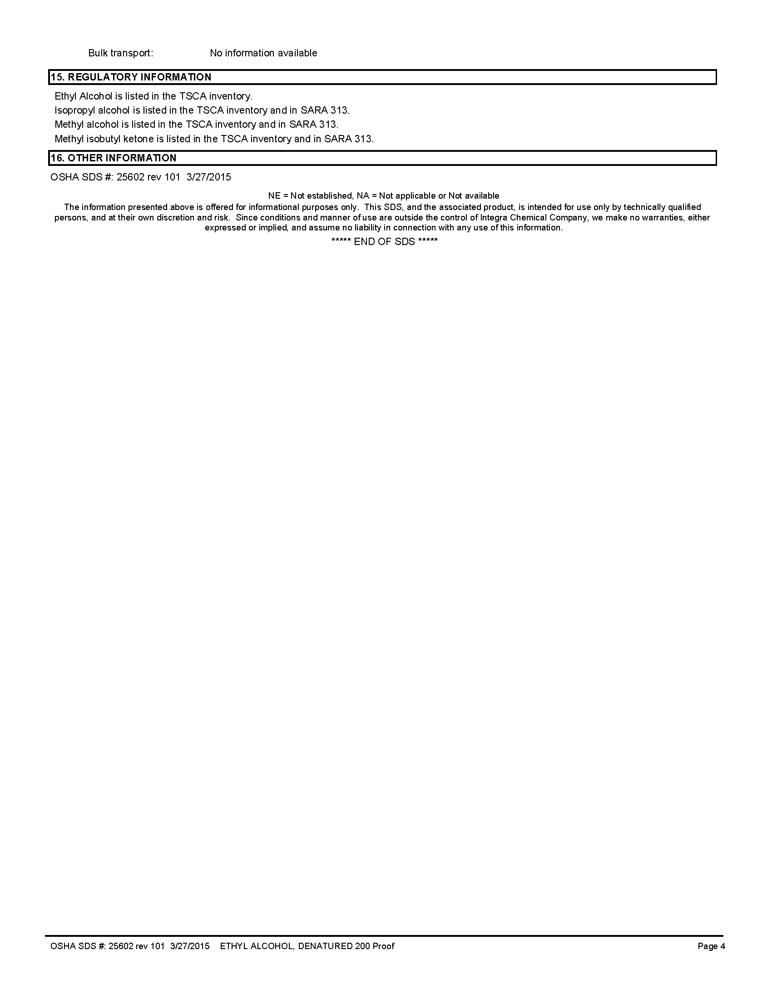 Bulk transport: No information available
15. REGULATORY INFORMATION
Ethyl Alcohol is listed in the TSCA inventory.
Isopropyl alcohol is listed in the TSCA inventory and in SARA 313.
Methyl alcohol is listed in the TSCA inventory and in SARA 313.
Methyl isobutyl ketone is listed in the TSCA inventory and in SARA 313.
16. OTHER INFORMATION
OSHA SDS #: 25602 rev 101  3/27/2015
NE = Not established, NA = Not applicable or Not available
The information presented above is offered for informational purposes only.  This SDS, and the associated product, is intended for use only by technically qualified
persons, and at their own discretion and risk.  Since conditions and manner of use are outside the control of Integra Chemical Company, we make no warranties, either
expressed or implied, and assume no liability in connection with any use of this information.
***** END OF SDS *****
OSHA SDS #: 25602 rev 101  3/27/2015    ETHYL ALCOHOL, DENATURED 200 Proof Page 4